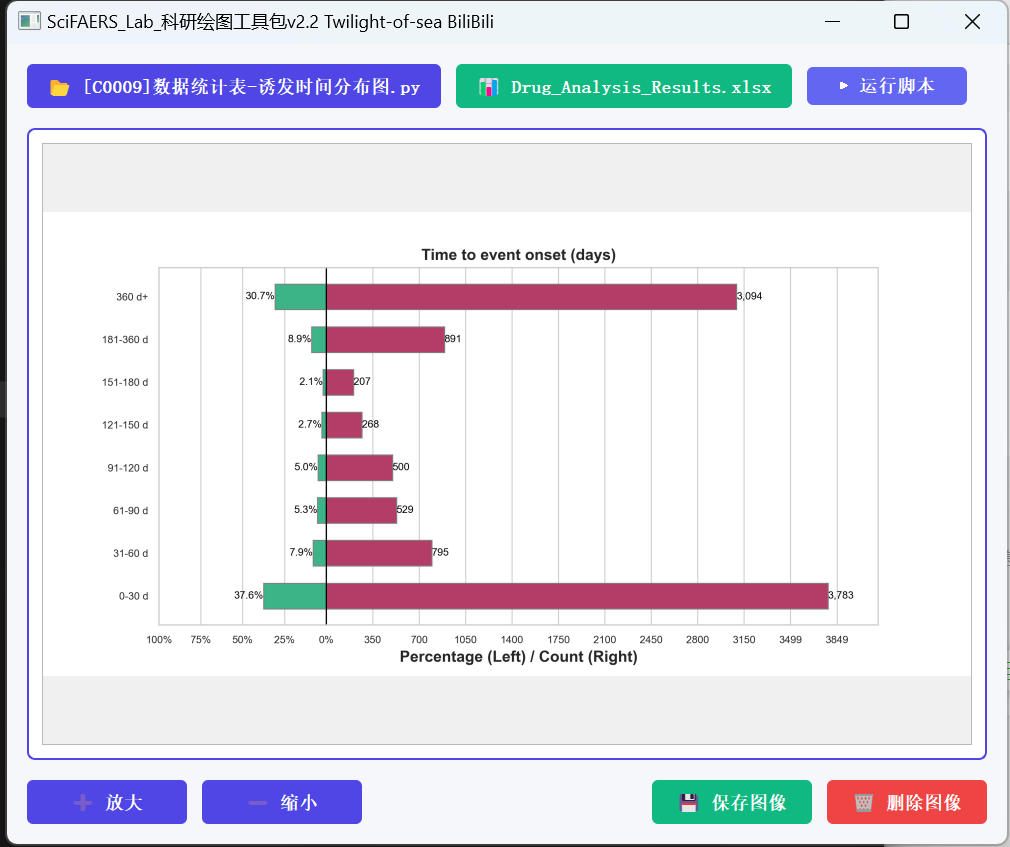 SciFAERS_Lab_科研绘图工具包v2.2 Twilight-of-sea BiliBili
[C0009]数据统计表-诱发时间分布图.py
Drug_Analysis_Results.xlsx
运行脚本
Time to event onset (days)
360 d+ 30.7% 3,094
181-360 d 8.9% 891
151-180 d 2.1% 207
121-150 d 2.7% 268
91-120 d 5.0% 500
61-90 d 5.3% 529
31-60 d 7.9% 795
0-30 d 37.6% 3,783
100% 75% 50% 25% 0% 350 700 1050 1400 1750 2100 2450 2800 3150 3499 3849
Percentage (Left) / Count (Right)
放大
缩小
保存图像
删除图像